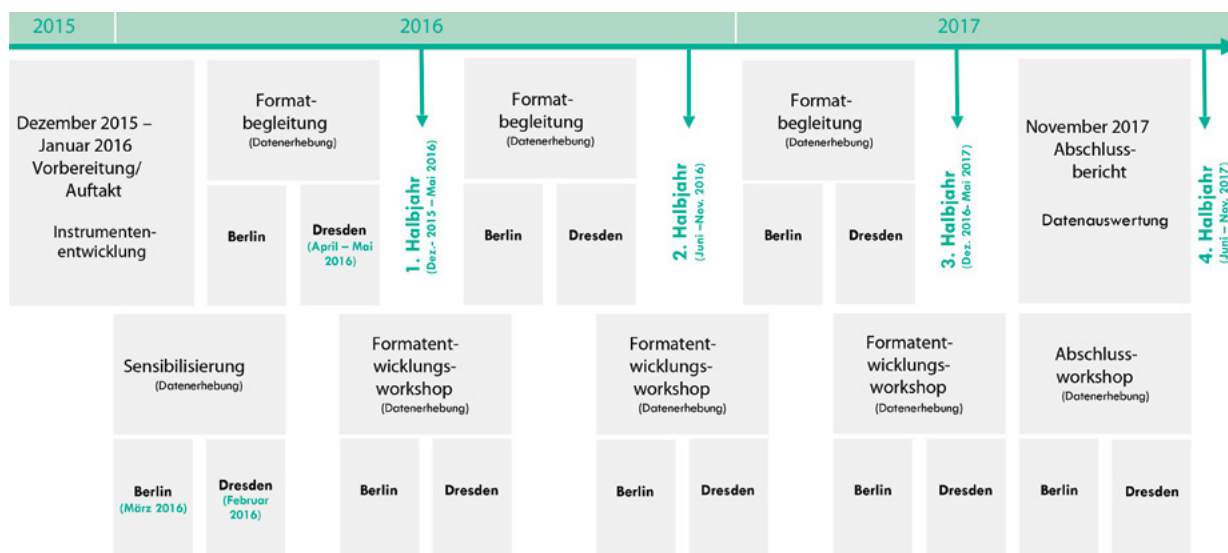 2015
2016
2017
Dezember 2015 –
Januar 2016
Vorbereitung/
Auftakt
Instrumenten-
entwicklung
Format-
begleitung
(Datenerhebung)
Berlin
Dresden
(April – Mai
2016)
1. Halbjahr
(Dez.- 2015 – Mai 2016)
Format-
begleitung
(Datenerhebung)
Berlin
Dresden
2. Halbjahr
(Juni –Nov. 2016)
Format-
begleitung
(Datenerhebung)
Berlin
Dresden
3. Halbjahr
(Dez. 2016- Mai 2017)
November 2017
Abschluss-
bericht
Datenauswertung
4. Halbjahr
(Juni – Nov. 2017)
Sensibilisierung
(Datenerhebung)
Berlin
(März 2016)
Dresden
(Februar
2016)
Formatent-
wicklungs-
workshop
(Datenerhebung)
Berlin
Dresden
Formatent-
wicklungs-
workshop
(Datenerhebung)
Berlin
Dresden
Formatent-
wicklungs-
workshop
(Datenerhebung)
Berlin
Dresden
Abschluss-
workshop
(Datenerhebung)
Berlin
Dresden